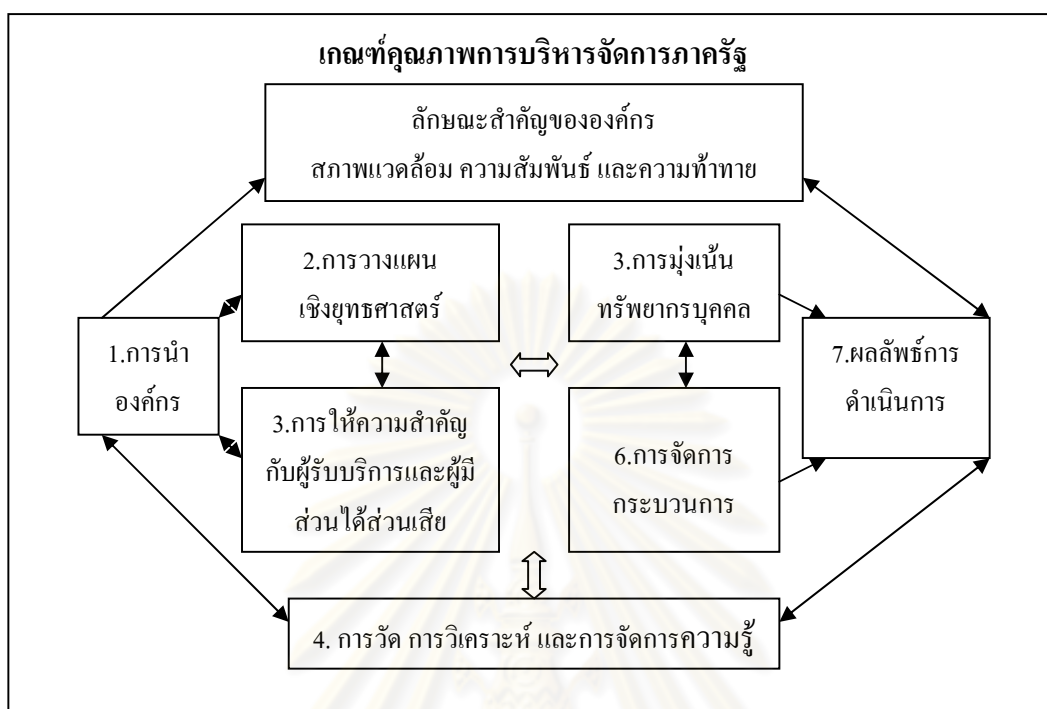 เกณฑ์คุณภาพการบริหารจัดการภาครัฐ
ลักษณะสำคัญขององค์กร
สภาพแวดล้อม ความสัมพันธ์ และความท้าทาย
2.การวางแผน
เชิงยุทธศาสตร์
3.การมุ่งเน้น
ทรัพยากรบุคคล
1.การนำ
องค์กร
7.ผลลัพธ์การ
ดำเนินการ
3.การให้ความสำคัญ
กับผู้รับบริการและผู้มี
ส่วนได้ส่วนเสีย
6.การจัดการ
กระบวนการ
4. การวัด การวิเคราะห์ และการจัดการความรู้